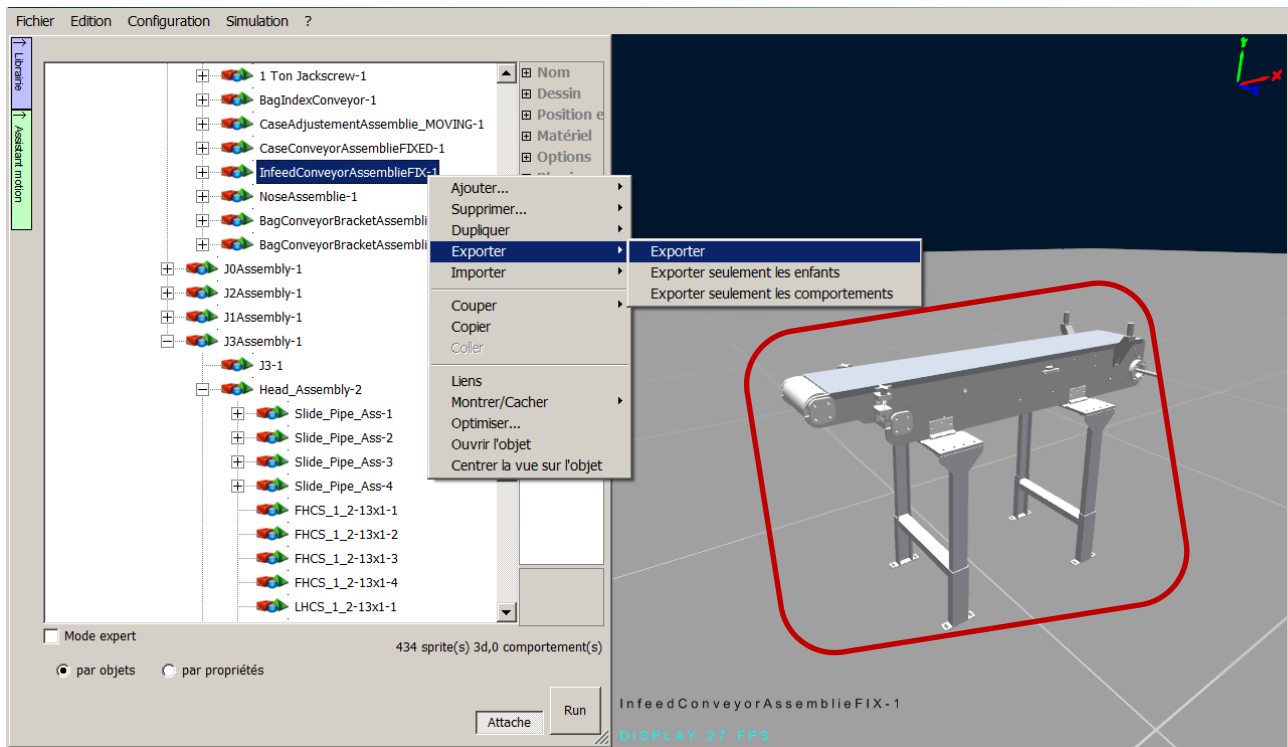 Fichier Edition Configuration Simulation ?
Librairie
Assistant motion
1 Ton Jackscrew-1
BagIndexConveyor-1
CaseAdjustementAssemblie_MOVING-1
CaseConveyorAssemblieFIXED-1
InfeedConveyorAssemblieFIX-1
NoseAssemblie-1
BagConveyorBracketAssembli
BagConveyorBracketAssembli
J0Assembly-1
J2Assembly-1
J1Assembly-1
J3Assembly-1
J3-1
Head_Assembly-2
Slide_Pipe_Ass-1
Slide_Pipe_Ass-2
Slide_Pipe_Ass-3
Slide_Pipe_Ass-4
FHCS_1_2-13x1-1
FHCS_1_2-13x1-2
FHCS_1_2-13x1-3
FHCS_1_2-13x1-4
LHCS_1_2-13x1-1
Nom
Dessin
Position e
Matériel
Options
Ajouter...
Supprimer...
Dupliquer
Exporter
Importer
Couper
Copier
Coller
Liens
Montrer/Cacher
Optimiser...
Ouvrir l'objet
Centrer la vue sur l'objet
Exporter
Exporter seulement les enfants
Exporter seulement les comportements
Mode expert
434 sprite(s) 3d,0 comportement(s)
par objets par propriétés
Attache
Run
InfeedConveyorAssemblieFIX-1
DISPLAY 27 FPS